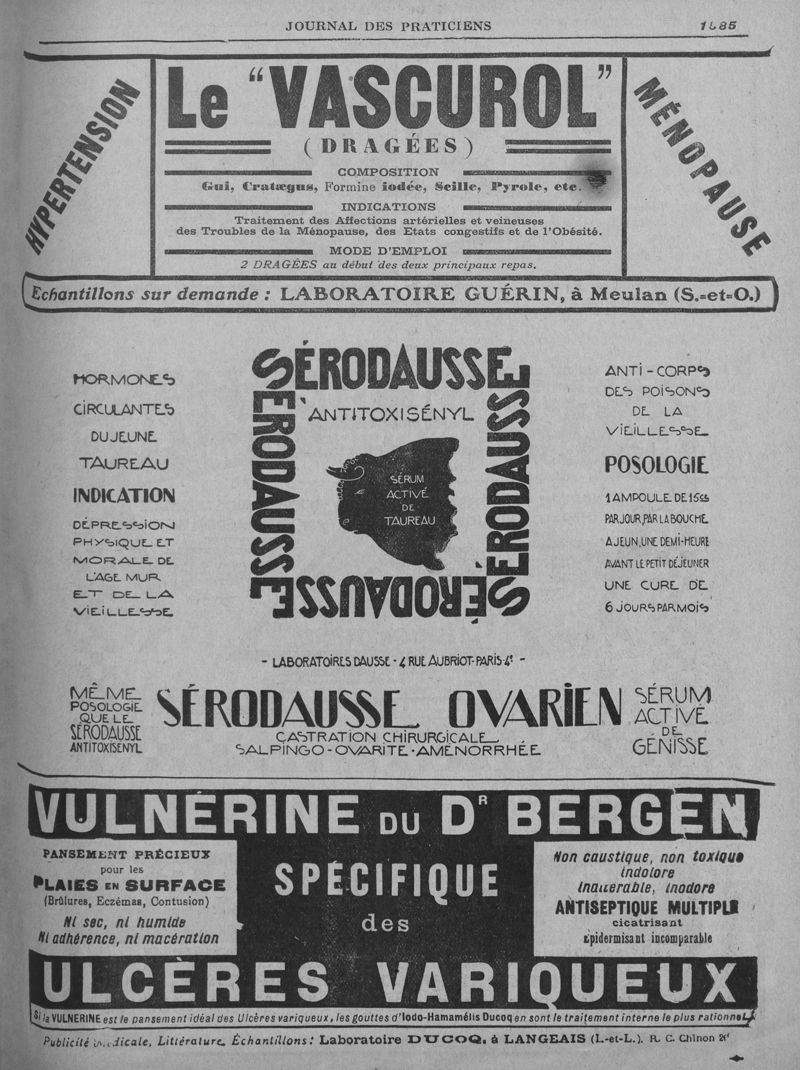 JOURNAL DES PRATICIENS 1685
HYPERTENSION
Le "VASCUROL"
(DRAGÉES)
COMPOSITION
Gui, Cratægus, Formine iodée, Scille, Pyrole, etc.
INDICATIONS
Traitement des Affections artérielles et veineuses
des Troubles de la Ménopause, des Etats congestifs et de l'Obésité.
MODE D'EMPLOI
2 DRAGÉES au début des deux principaux repas.
MÉNOPAUSE
Echantillons sur demande : LABORATOIRE GUÉRIN, à Meulan (S.=et=O.)
HORMONES
CIRCULANTES
DU JEUNE
TAUREAU
INDICATION
DÉPRESSION
PHYSIQUE ET
MORALE DE
L'AGE MUR
ET DE LA
VIEILLESSE
SÉRODAUSSE
SÉRODAUSSE
SÉRODAUSSE
SÉRODAUSSE
ANTITOXISÉNYL
SÉRUM
ACTIVÉ
DE
TAUREAU
ANTI-CORPS
DES POISONS
DE LA
VIEILLESSE
POSOLOGIE
1 AMPOULE DE 15cs
PAR JOUR, PAR LA BOUCHE
A JEUN, UNE DEMI-HEURE
AVANT LE PETIT DÉJEUNER
UNE CURE DE
6 JOURS PAR MOIS
- LABORATOIRES DAUSSE - 4 RUE AUBRIOT-PARIS-4e -
MÊME
POSOLOGIE
QUE LE
SÉRODAUSSE
ANTITOXISENYL
SÉRODAUSSE OVARIEN
CASTRATION CHIRURGICALE
SALPINGO-OVARITE·AMÉNORRHÉE
SÉRUM
ACTIVÉ
DE
GÉNISSE
VULNÉRINE DU Dr BERGEN
PANSEMENT PRÉCIEUX
pour les
PLAIES EN SURFACE
(Brûlures, Eczémas, Contusion)
Ni sec, ni humide
Ni adhérence, ni macération
SPÉCIFIQUE
des
Non caustique, non toxique
indolore
inaltérable, inodore
ANTISEPTIQUE MULTIPLE
cicatrisant
épidermisant incomparable
ULCÈRES VARIQUEUX
Si la VULNERINE est le pansement idéal des Ulcères variqueux, les gouttes d'Iodo-Hamamélis Ducoq en sont le traitement interne le plus rationnel
Publicité médicale, Littérature, Échantillons : Laboratoire DUCOQ, à LANGEAIS (I.-et-L.). R. C. Chinon